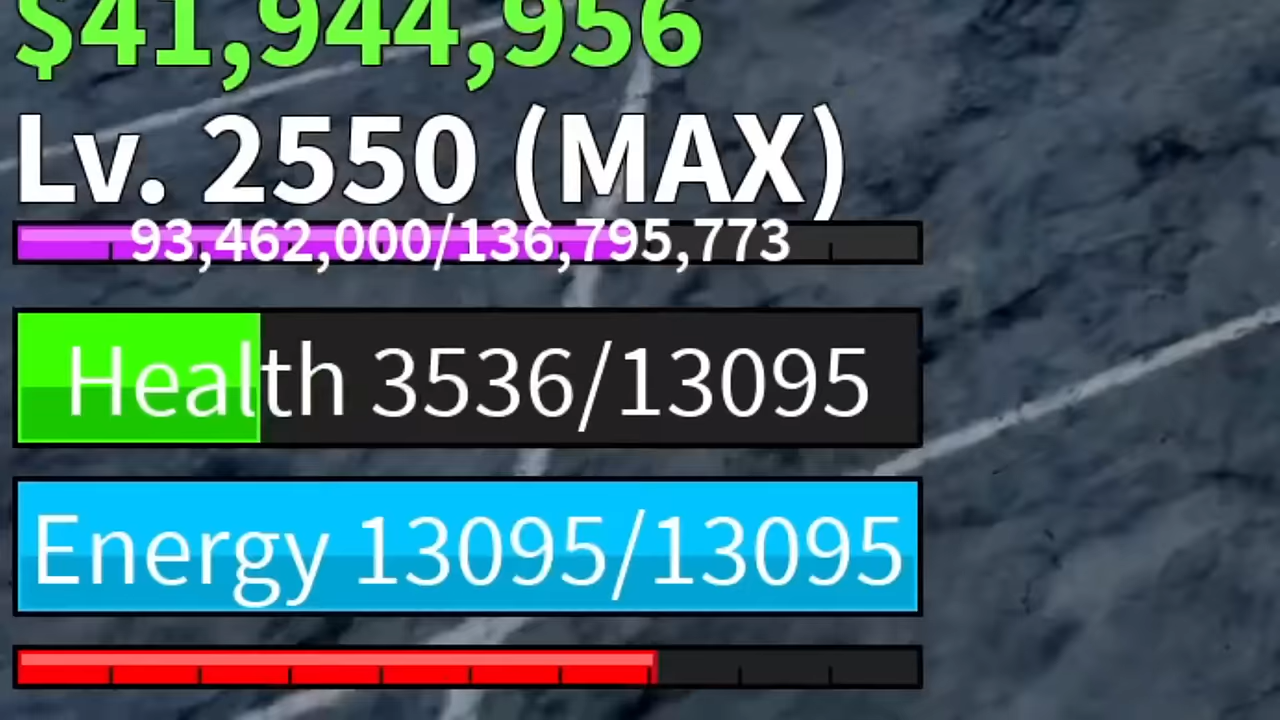 $41,944,956
Lv. 2550 (MAX)
93,462,000/136,795,773
Health 3536/13095
Energy 13095/13095